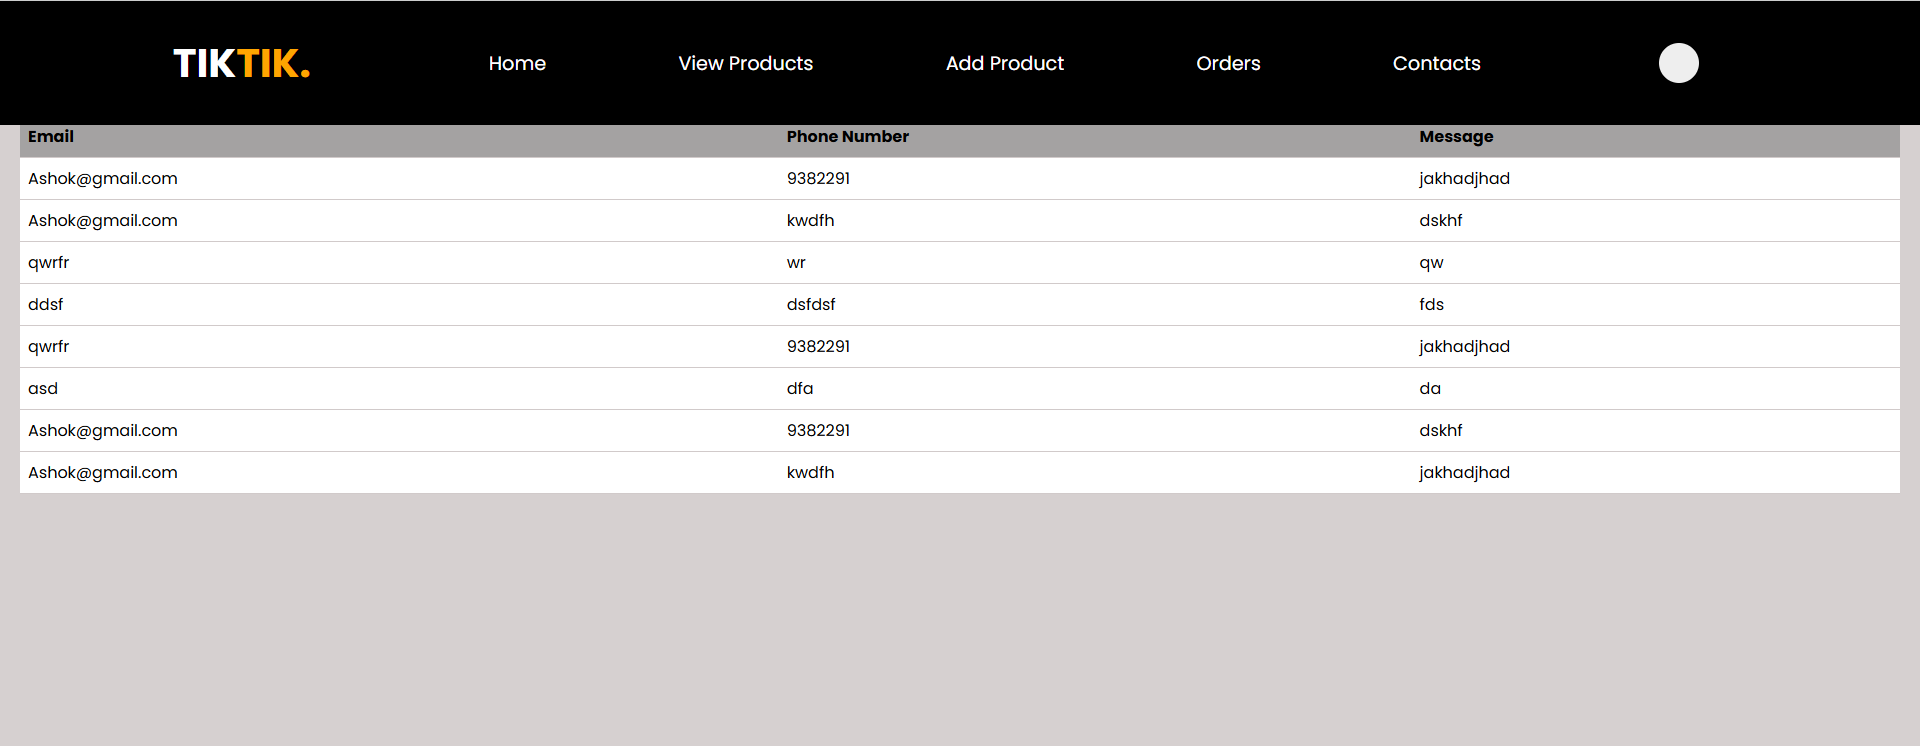 TIKTIK. Home View Products Add Product Orders Contacts
Email Phone Number Message
Ashok@gmail.com 9382291 jakhadjhad
Ashok@gmail.com kwdfh dskhf
qwrfr wr qw
ddsf dsfdsf fds
qwrfr 9382291 jakhadjhad
asd dfa da
Ashok@gmail.com 9382291 dskhf
Ashok@gmail.com kwdfh jakhadjhad